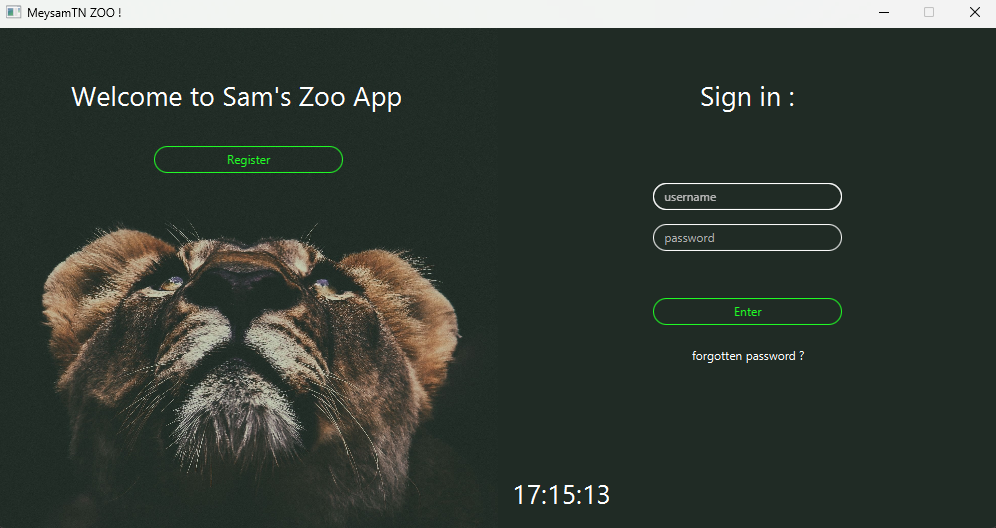 MeysamTN ZOO !
Welcome to Sam's Zoo App
Register
Sign in :
username
password
Enter
forgotten password ?
17:15:13